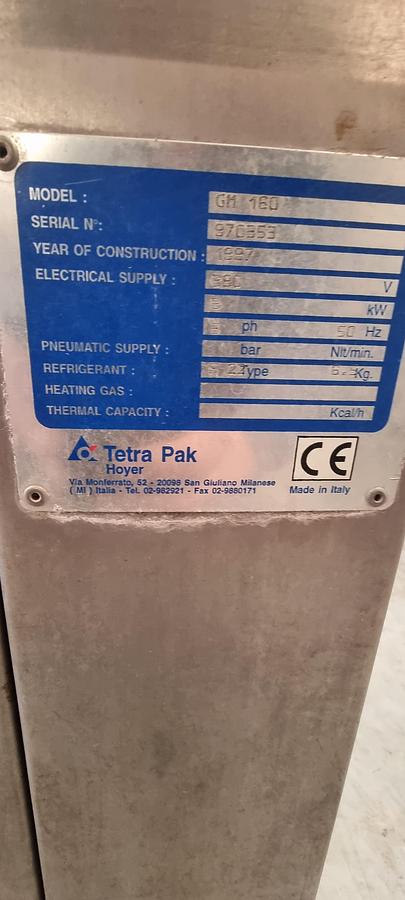 MODEL : GM 160
SERIAL N°: 970353
YEAR OF CONSTRUCTION : 1997
ELECTRICAL SUPPLY : V
kW
ph 50 Hz
PNEUMATIC SUPPLY : bar Nlt/min.
REFRIGERANT : Type Kg.
HEATING GAS :
THERMAL CAPACITY : Kcal/h
Tetra Pak
Hoyer
Via Monferrato, 52 - 20098 San Giuliano Milanese
( MI ) Italia - Tel. 02-982921 - Fax 02-9880171
CE
Made in Italy